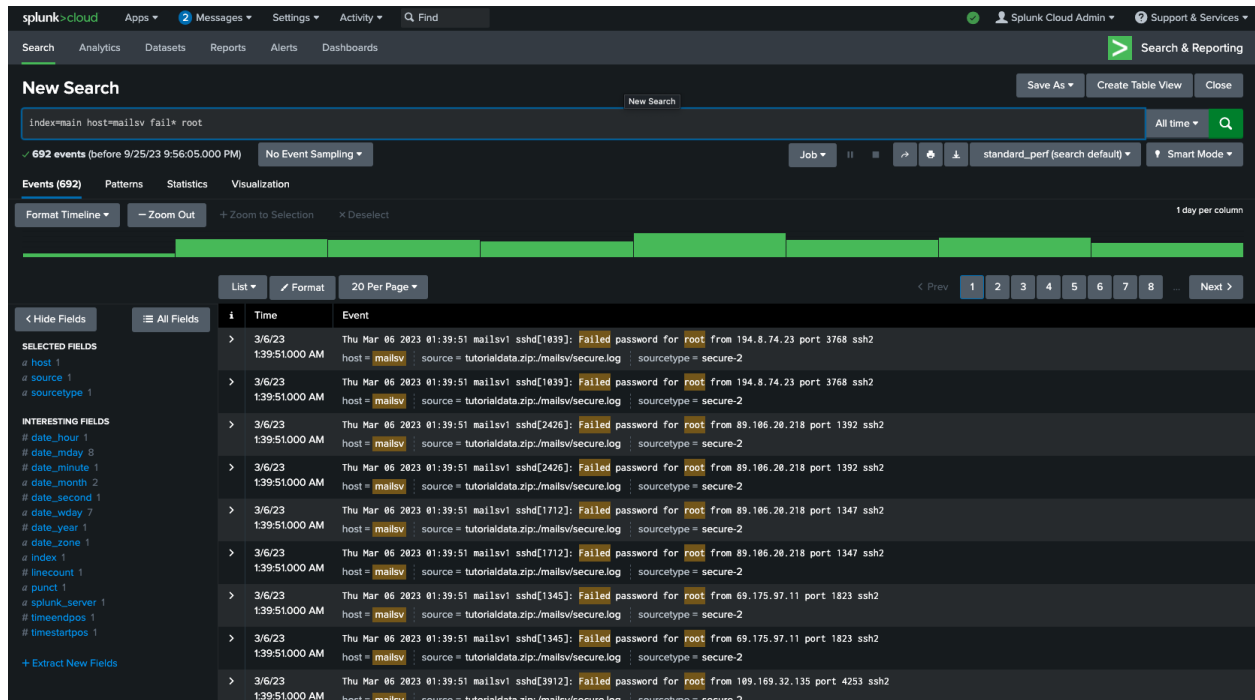 splunk>cloud Apps 2 Messages Settings Activity Find Splunk Cloud Admin Support & Services
Search Analytics Datasets Reports Alerts Dashboards Search & Reporting
New Search Save As Create Table View Close
New Search
index=main host=mailsv fail* root All time
692 events (before 9/25/23 9:56:05.000 PM) No Event Sampling Job standard_perf (search default) Smart Mode
Events (692) Patterns Statistics Visualization
Format Timeline — Zoom Out + Zoom to Selection × Deselect 1 day per column
List Format 20 Per Page < Prev 1 2 3 4 5 6 7 8 ... Next >
< Hide Fields All Fields i Time Event
SELECTED FIELDS
a host 1
a source 1
a sourcetype 1
INTERESTING FIELDS
# date_hour 1
# date_mday 8
# date_minute 1
a date_month 2
# date_second 1
a date_wday 7
# date_year 1
a date_zone 1
a index 1
# linecount 1
a punct 1
a splunk_server 1
# timeendpos 1
# timestartpos 1
+ Extract New Fields
> 3/6/23 Thu Mar 06 2023 01:39:51 mailsv1 sshd[1039]: Failed password for root from 194.8.74.23 port 3768 ssh2
1:39:51.000 AM host = mailsv source = tutorialdata.zip:/mailsv/secure.log sourcetype = secure-2
> 3/6/23 Thu Mar 06 2023 01:39:51 mailsv1 sshd[1039]: Failed password for root from 194.8.74.23 port 3768 ssh2
1:39:51.000 AM host = mailsv source = tutorialdata.zip:/mailsv/secure.log sourcetype = secure-2
> 3/6/23 Thu Mar 06 2023 01:39:51 mailsv1 sshd[2426]: Failed password for root from 89.106.20.218 port 1392 ssh2
1:39:51.000 AM host = mailsv source = tutorialdata.zip:/mailsv/secure.log sourcetype = secure-2
> 3/6/23 Thu Mar 06 2023 01:39:51 mailsv1 sshd[2426]: Failed password for root from 89.106.20.218 port 1392 ssh2
1:39:51.000 AM host = mailsv source = tutorialdata.zip:/mailsv/secure.log sourcetype = secure-2
> 3/6/23 Thu Mar 06 2023 01:39:51 mailsv1 sshd[1712]: Failed password for root from 89.106.20.218 port 1347 ssh2
1:39:51.000 AM host = mailsv source = tutorialdata.zip:/mailsv/secure.log sourcetype = secure-2
> 3/6/23 Thu Mar 06 2023 01:39:51 mailsv1 sshd[1712]: Failed password for root from 89.106.20.218 port 1347 ssh2
1:39:51.000 AM host = mailsv source = tutorialdata.zip:/mailsv/secure.log sourcetype = secure-2
> 3/6/23 Thu Mar 06 2023 01:39:51 mailsv1 sshd[1345]: Failed password for root from 69.175.97.11 port 1823 ssh2
1:39:51.000 AM host = mailsv source = tutorialdata.zip:/mailsv/secure.log sourcetype = secure-2
> 3/6/23 Thu Mar 06 2023 01:39:51 mailsv1 sshd[1345]: Failed password for root from 69.175.97.11 port 1823 ssh2
1:39:51.000 AM host = mailsv source = tutorialdata.zip:/mailsv/secure.log sourcetype = secure-2
> 3/6/23 Thu Mar 06 2023 01:39:51 mailsv1 sshd[3912]: Failed password for root from 109.169.32.135 port 4253 ssh2
1:39:51.000 AM host = mailsv source = tutorialdata.zip:/mailsv/secure.log sourcetype = secure-2